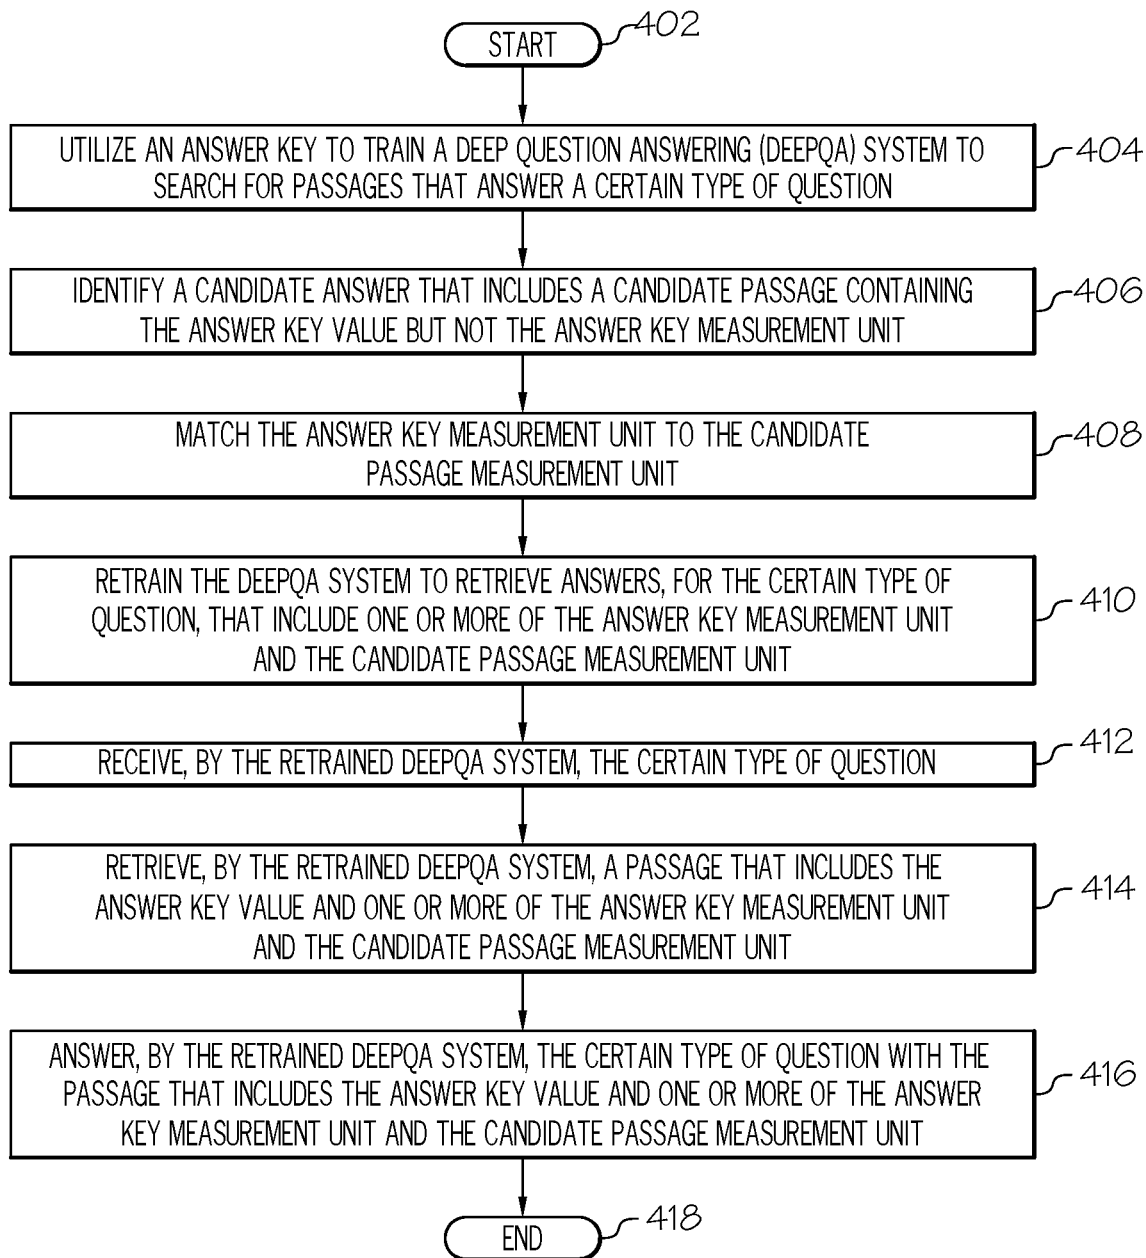 START
402
UTILIZE AN ANSWER KEY TO TRAIN A DEEP QUESTION ANSWERING (DEEPQA) SYSTEM TO
SEARCH FOR PASSAGES THAT ANSWER A CERTAIN TYPE OF QUESTION
404
IDENTIFY A CANDIDATE ANSWER THAT INCLUDES A CANDIDATE PASSAGE CONTAINING
THE ANSWER KEY VALUE BUT NOT THE ANSWER KEY MEASUREMENT UNIT
406
MATCH THE ANSWER KEY MEASUREMENT UNIT TO THE CANDIDATE
PASSAGE MEASUREMENT UNIT
408
RETRAIN THE DEEPQA SYSTEM TO RETRIEVE ANSWERS, FOR THE CERTAIN TYPE OF
QUESTION, THAT INCLUDE ONE OR MORE OF THE ANSWER KEY MEASUREMENT UNIT
AND THE CANDIDATE PASSAGE MEASUREMENT UNIT
410
RECEIVE, BY THE RETRAINED DEEPQA SYSTEM, THE CERTAIN TYPE OF QUESTION
412
RETRIEVE, BY THE RETRAINED DEEPQA SYSTEM, A PASSAGE THAT INCLUDES THE
ANSWER KEY VALUE AND ONE OR MORE OF THE ANSWER KEY MEASUREMENT UNIT
AND THE CANDIDATE PASSAGE MEASUREMENT UNIT
414
ANSWER, BY THE RETRAINED DEEPQA SYSTEM, THE CERTAIN TYPE OF QUESTION WITH THE
PASSAGE THAT INCLUDES THE ANSWER KEY VALUE AND ONE OR MORE OF THE ANSWER
KEY MEASUREMENT UNIT AND THE CANDIDATE PASSAGE MEASUREMENT UNIT
416
END
418